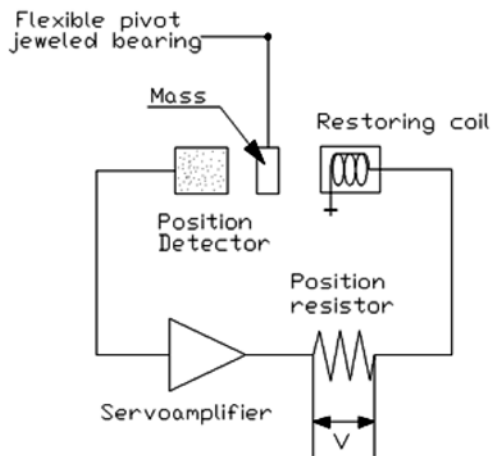 Flexible pivot
jeweled bearing
Mass
Restoring coil
Position
Detector
Position
resistor
Servoamplifier
V